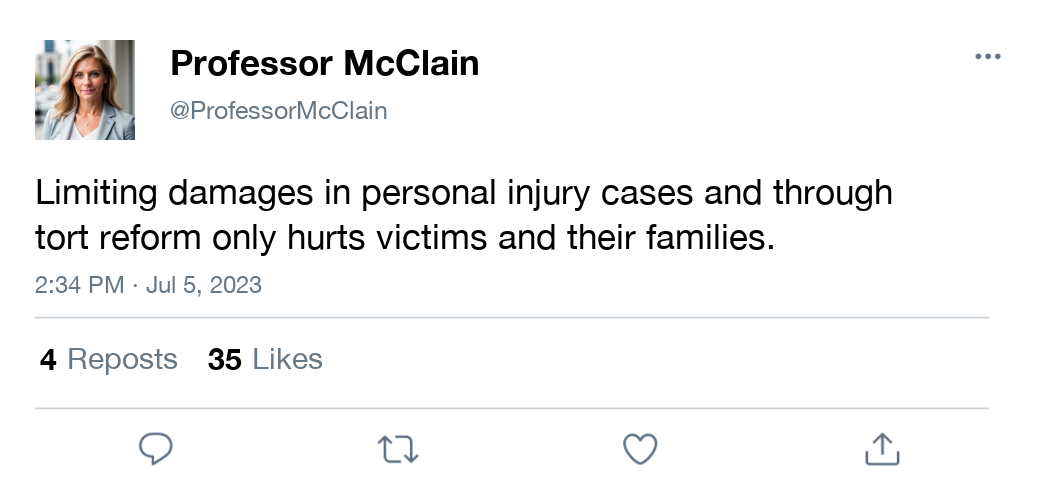 Professor McClain
@ProfessorMcClain
Limiting damages in personal injury cases and through
tort reform only hurts victims and their families.
2:34 PM · Jul 5, 2023
4 Reposts 35 Likes